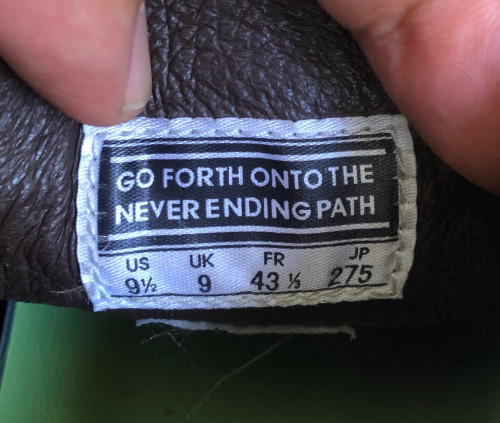 GO FORTH ONTO THE
NEVER ENDING PATH
US UK FR JP
9½ 9 43 ⅓ 275